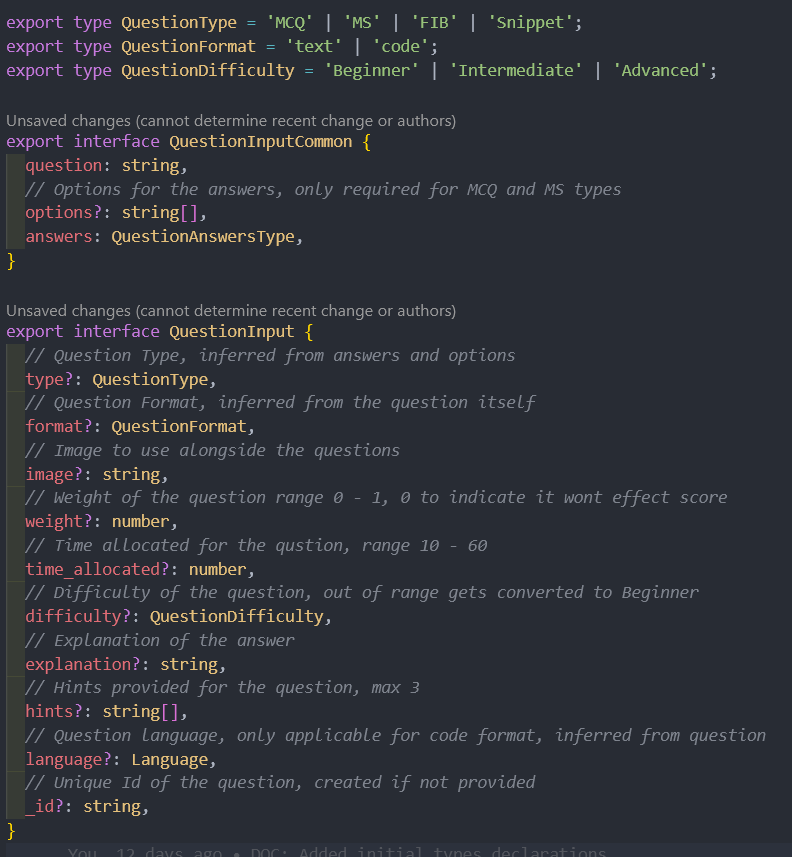 export type QuestionType = 'MCQ' | 'MS' | 'FIB' | 'Snippet';
export type QuestionFormat = 'text' | 'code';
export type QuestionDifficulty = 'Beginner' | 'Intermediate' | 'Advanced';
Unsaved changes (cannot determine recent change or authors)
export interface QuestionInputCommon {
question: string,
// Options for the answers, only required for MCQ and MS types
options?: string[],
answers: QuestionAnswersType,
}
Unsaved changes (cannot determine recent change or authors)
export interface QuestionInput {
// Question Type, inferred from answers and options
type?: QuestionType,
// Question Format, inferred from the question itself
format?: QuestionFormat,
// Image to use alongside the questions
image?: string,
// Weight of the question range 0 - 1, 0 to indicate it wont effect score
weight?: number,
// Time allocated for the qustion, range 10 - 60
time_allocated?: number,
// Difficulty of the question, out of range gets converted to Beginner
difficulty?: QuestionDifficulty,
// Explanation of the answer
explanation?: string,
// Hints provided for the question, max 3
hints?: string[],
// Question language, only applicable for code format, inferred from question
language?: Language,
// Unique Id of the question, created if not provided
_id?: string,
}
You, 12 days ago • DOC: Added initial types declarations